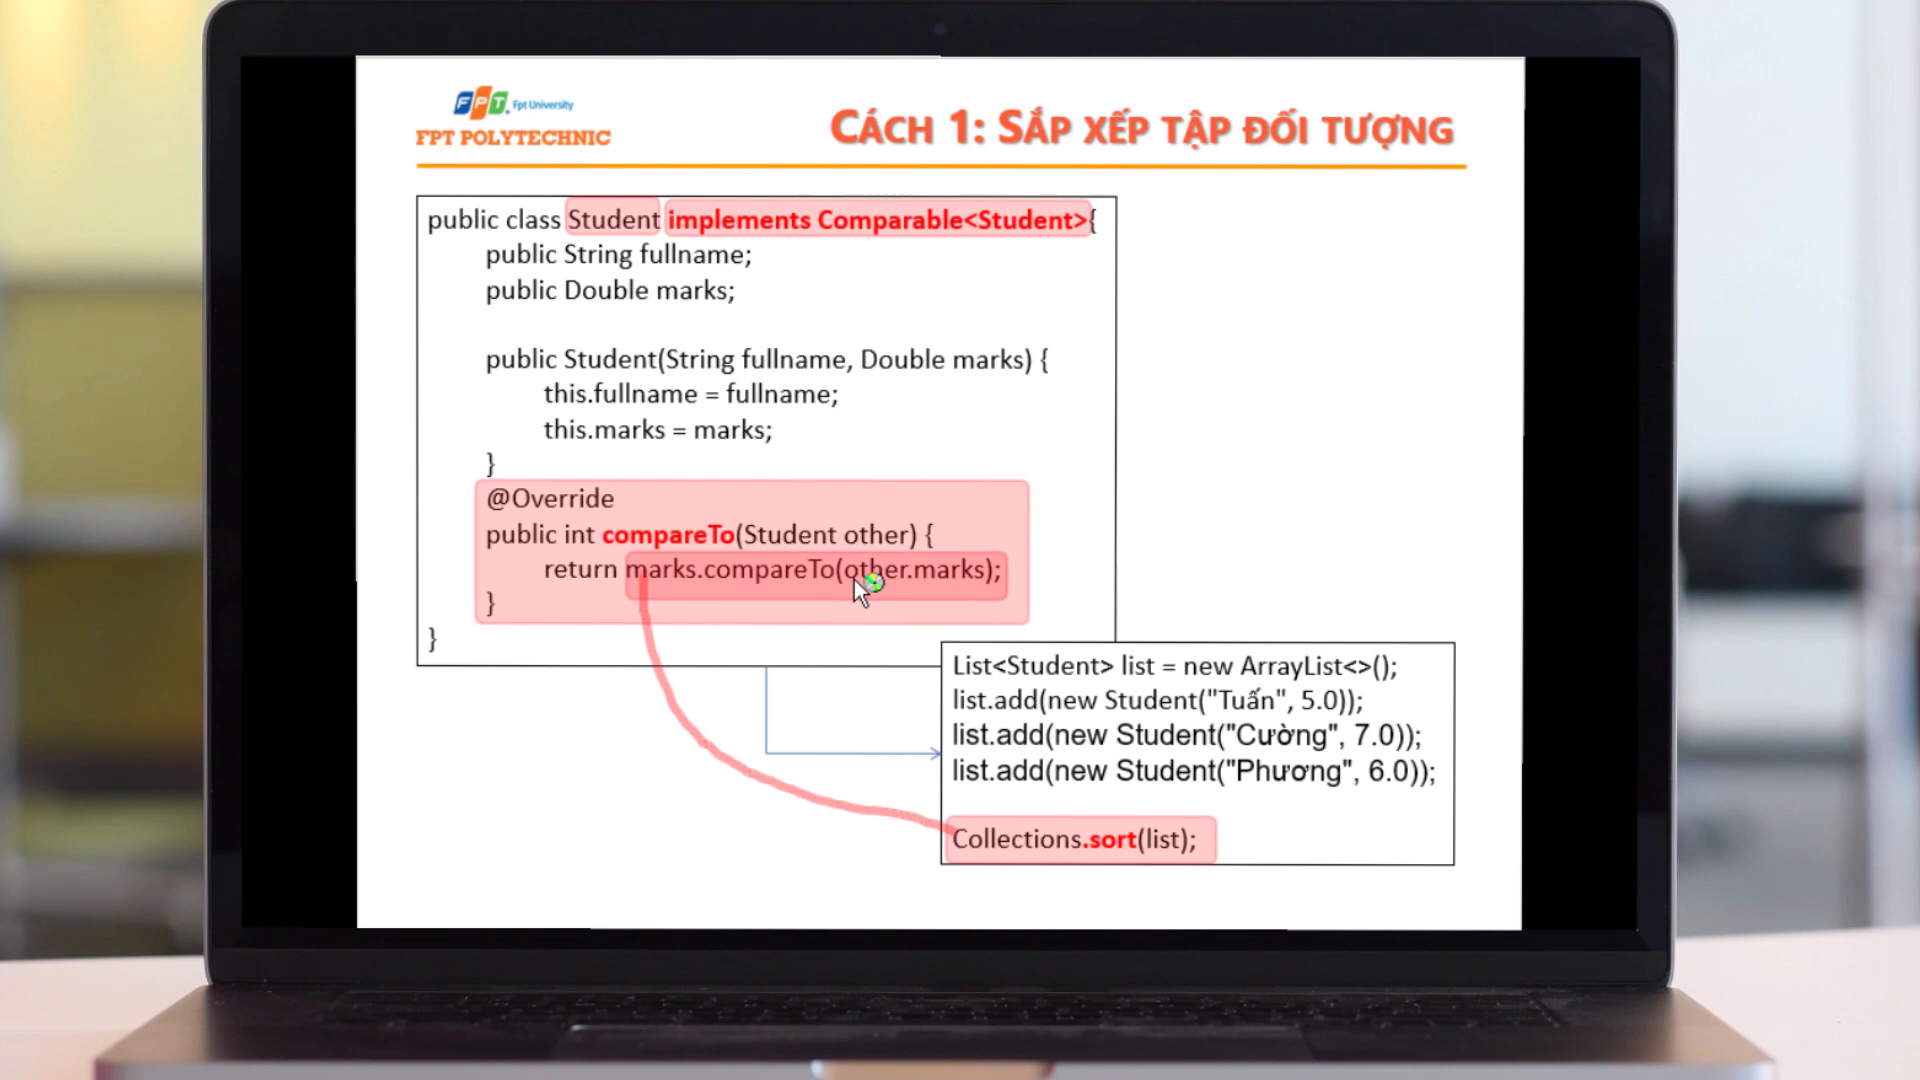 FPT. Fpt University
FPT POLYTECHNIC
CÁCH 1: SẮP XẾP TẬP ĐỐI TƯỢNG
public class Student implements Comparable<Student>{
public String fullname;
public Double marks;
public Student(String fullname, Double marks) {
this.fullname = fullname;
this.marks = marks;
}
@Override
public int compareTo(Student other) {
return marks.compareTo(other.marks);
}
}
List<Student> list = new ArrayList<>();
list.add(new Student("Tuấn", 5.0));
list.add(new Student("Cường", 7.0));
list.add(new Student("Phương", 6.0));
Collections.sort(list);